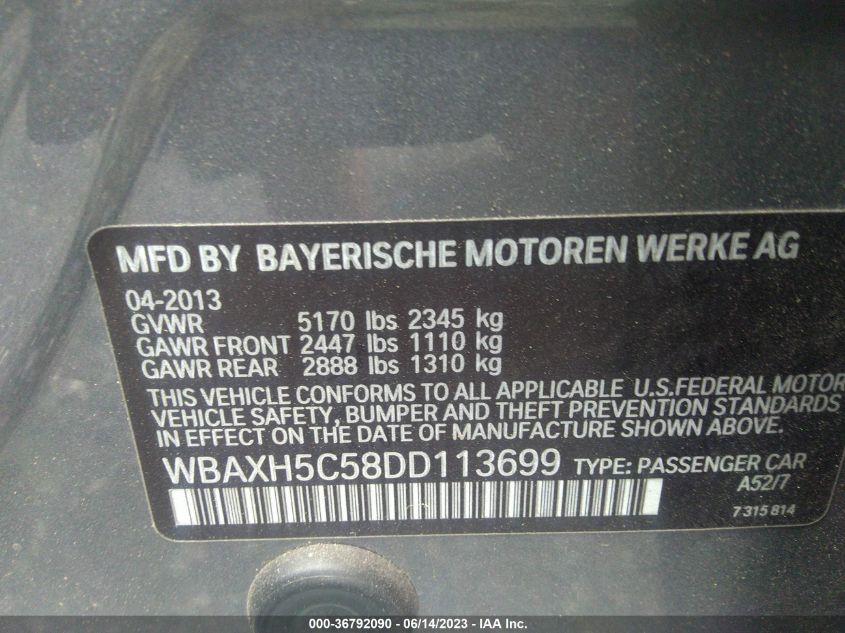 MFD BY BAYERISCHE MOTOREN WERKE AG
04-2013
GVWR 5170 lbs 2345 kg
GAWR FRONT 2447 lbs 1110 kg
GAWR REAR 2888 lbs 1310 kg
THIS VEHICLE CONFORMS TO ALL APPLICABLE U.S.FEDERAL MOTOR
VEHICLE SAFETY, BUMPER AND THEFT PREVENTION STANDARDS
IN EFFECT ON THE DATE OF MANUFACTURE SHOWN ABOVE.
WBAXH5C58DD113699 TYPE: PASSENGER CAR
A52/7
7 315 814
000-36792090 - 06/14/2023 - IAA Inc.